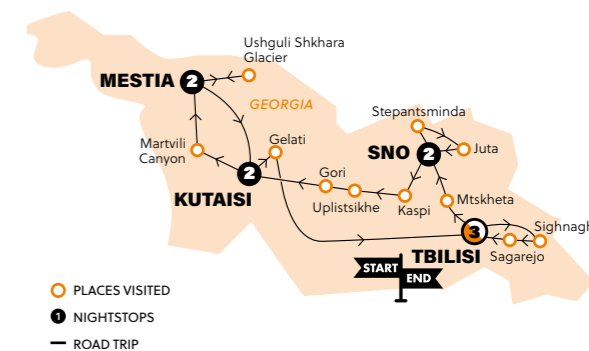 Ushguli Shkhara
Glacier
MESTIA
2
GEORGIA
Stepantsminda
Martvili
Canyon
Gelati
SNO
2
Juta
2
KUTAISI
Gori
Uplistsikhe
Kaspi
Mtskheta
3
Sighnagh
TBILISI
Sagarejo
START
END
PLACES VISITED
1 NIGHTSTOPS
ROAD TRIP